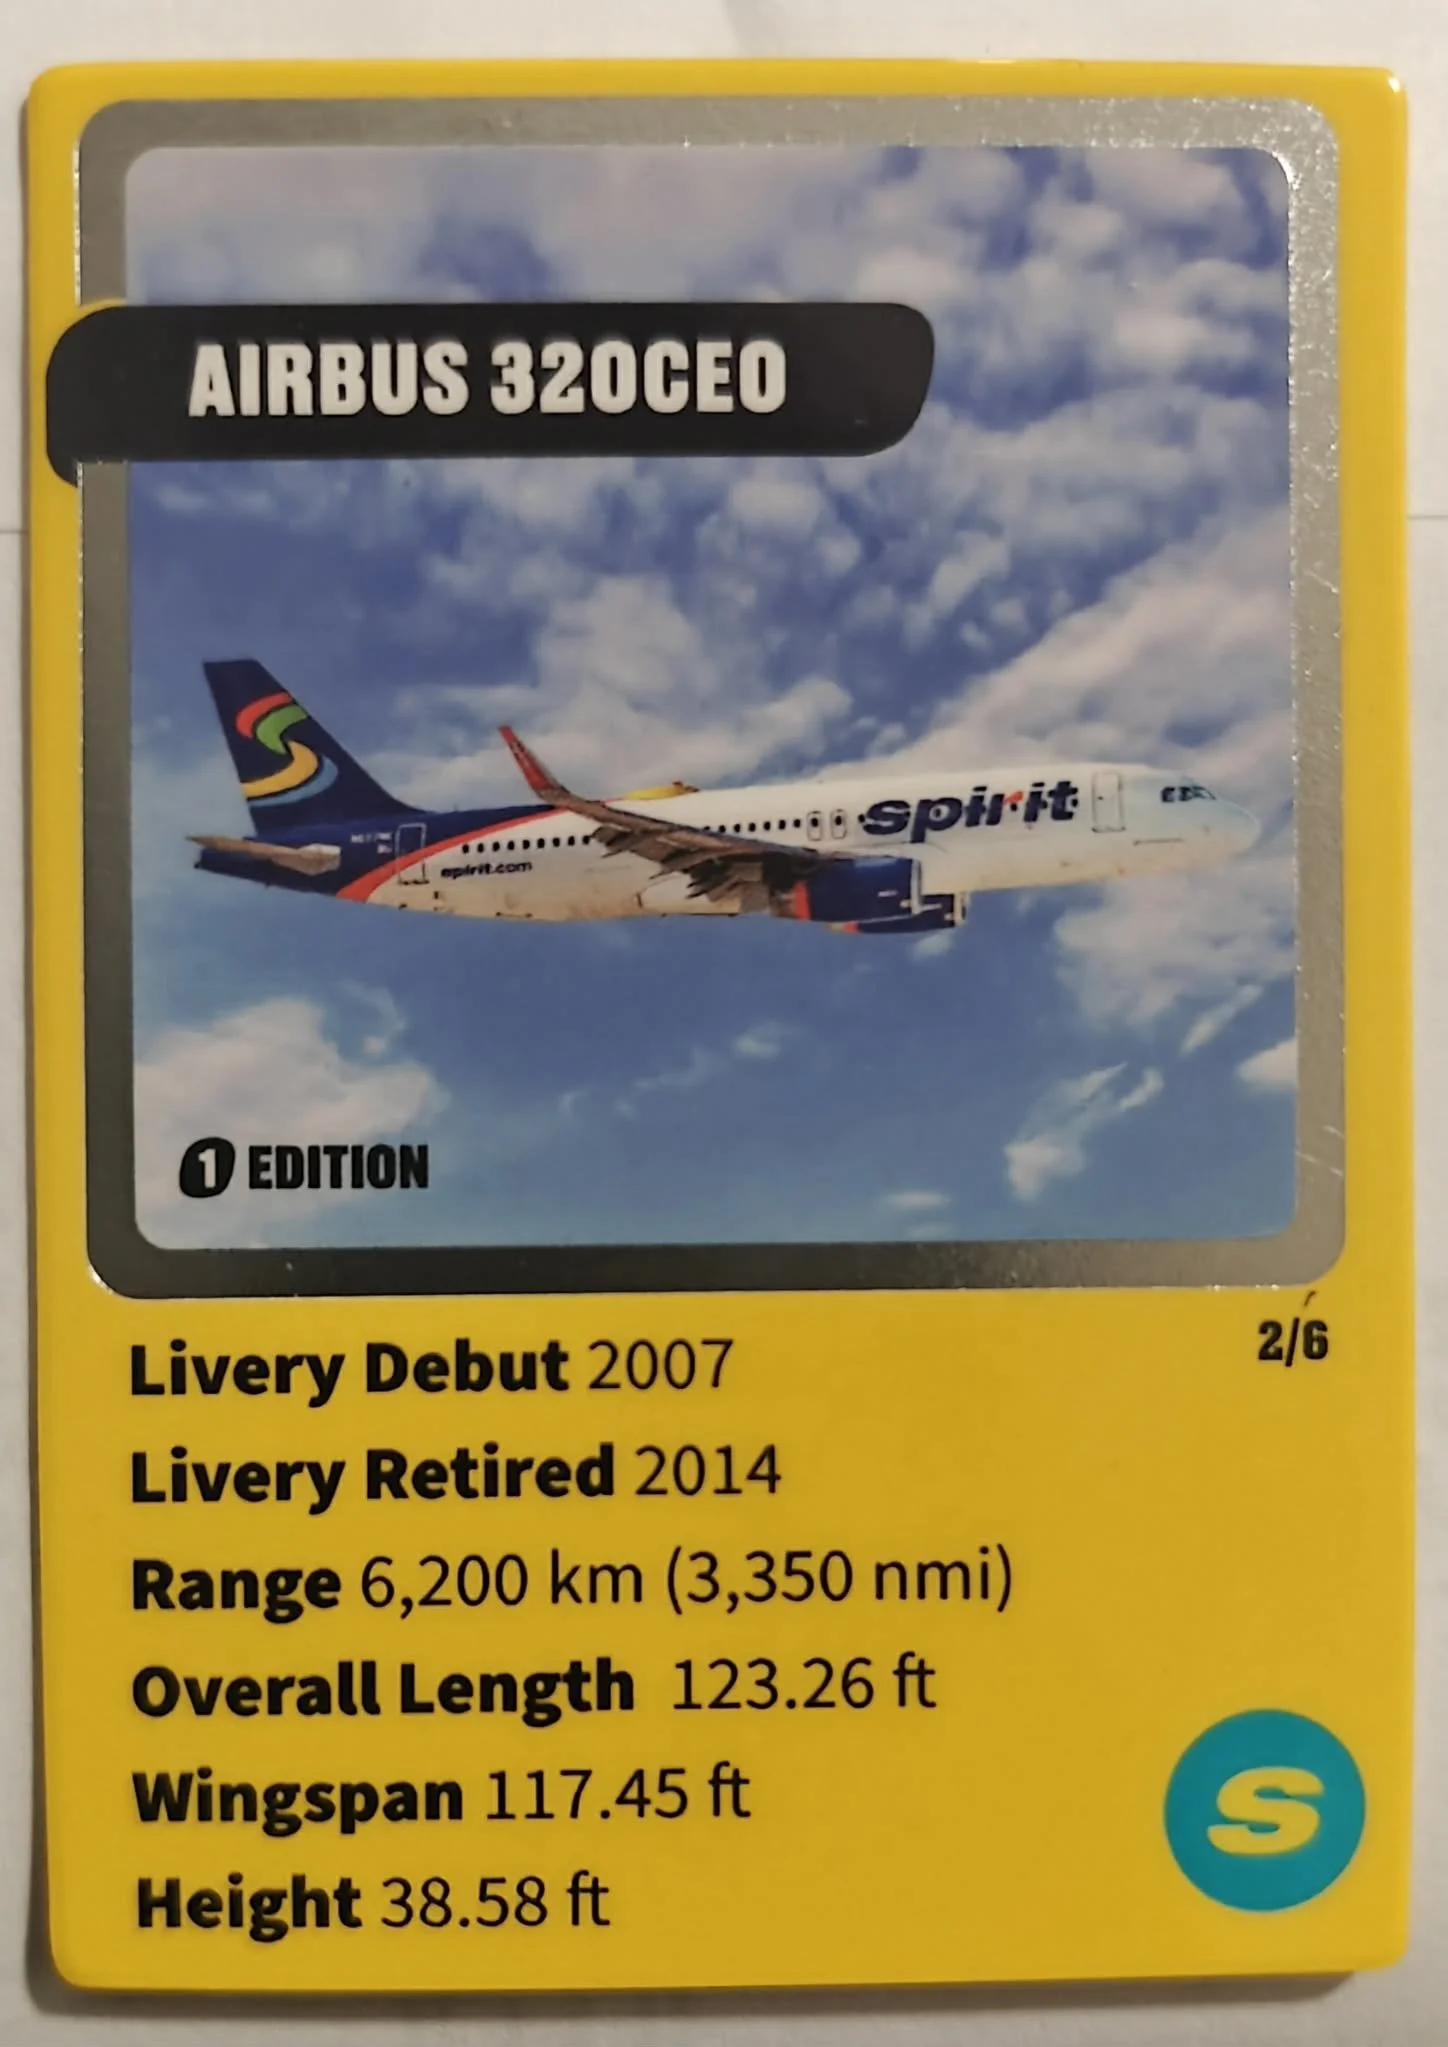 AIRBUS 320CEO
spirit
spirit.com
1 EDITION
2/6
Livery Debut 2007
Livery Retired 2014
Range 6,200 km (3,350 nmi)
Overall Length 123.26 ft
Wingspan 117.45 ft
Height 38.58 ft
S